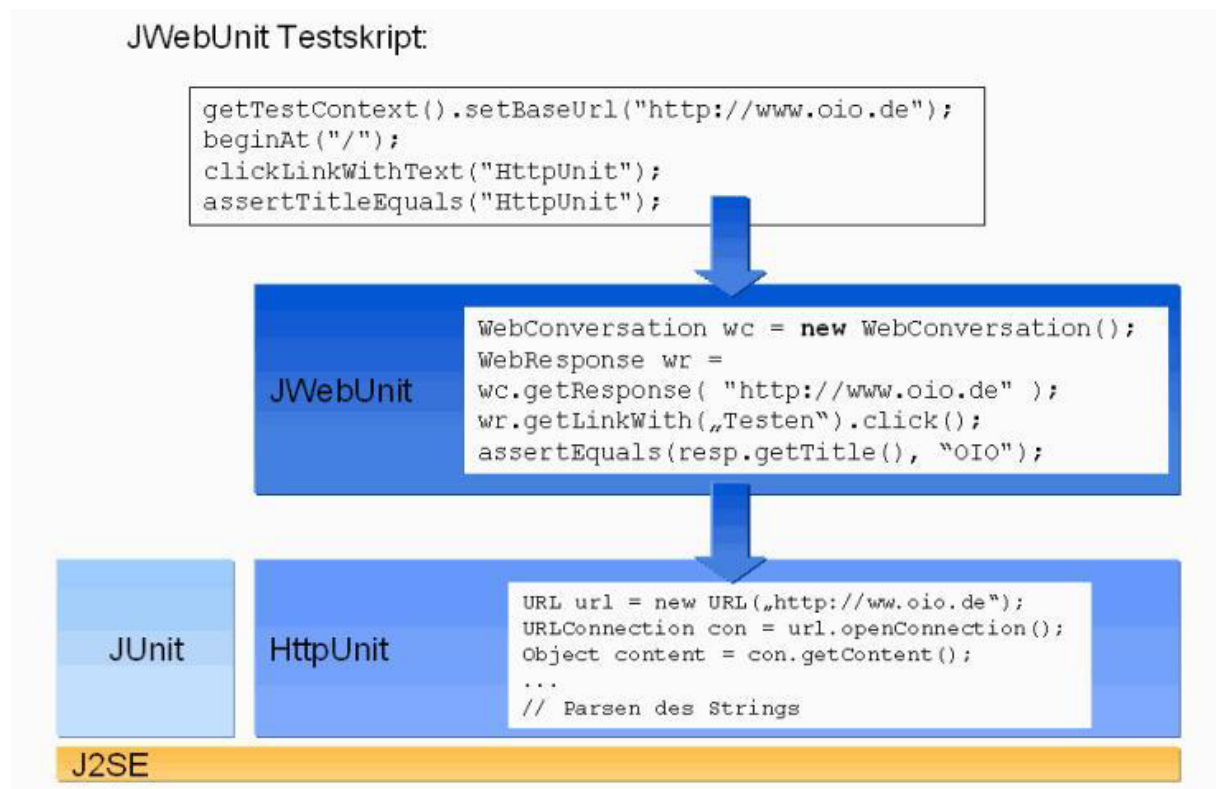 JWebUnit Testskript:
getTestContext().setBaseUrl("http://www.oio.de");
beginAt("/");
clickLinkWithText("HttpUnit");
assertTitleEquals("HttpUnit");
JWebUnit
WebConversation wc = new WebConversation();
WebResponse wr =
wc.getResponse( "http://www.oio.de" );
wr.getLinkWith(„Testen“).click();
assertEquals(resp.getTitle(), “OIO");
JUnit
HttpUnit
URL url = new URL(„http://ww.oio.de“);
URLConnection con = url.openConnection();
Object content = con.getContent();
...
// Parsen des Strings
J2SE